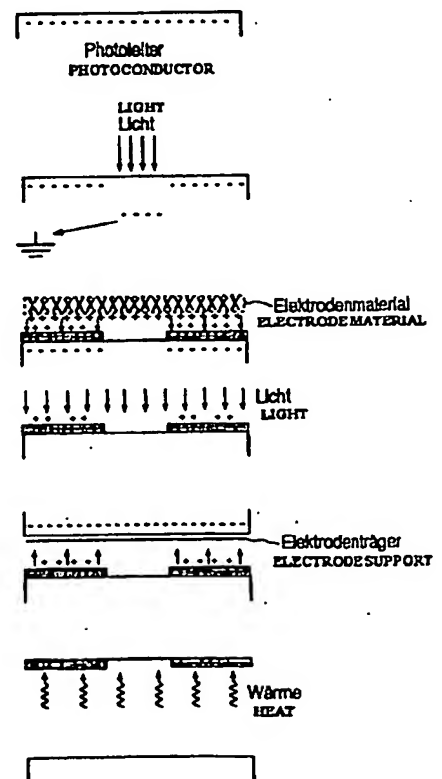 Photoleiter
PHOTOCONDUCTOR
LIGHT
Licht
Elektrodenmaterial
ELECTRODE MATERIAL
Licht
LIGHT
Elektrodenträger
ELECTRODE SUPPORT
Wärme
HEAT